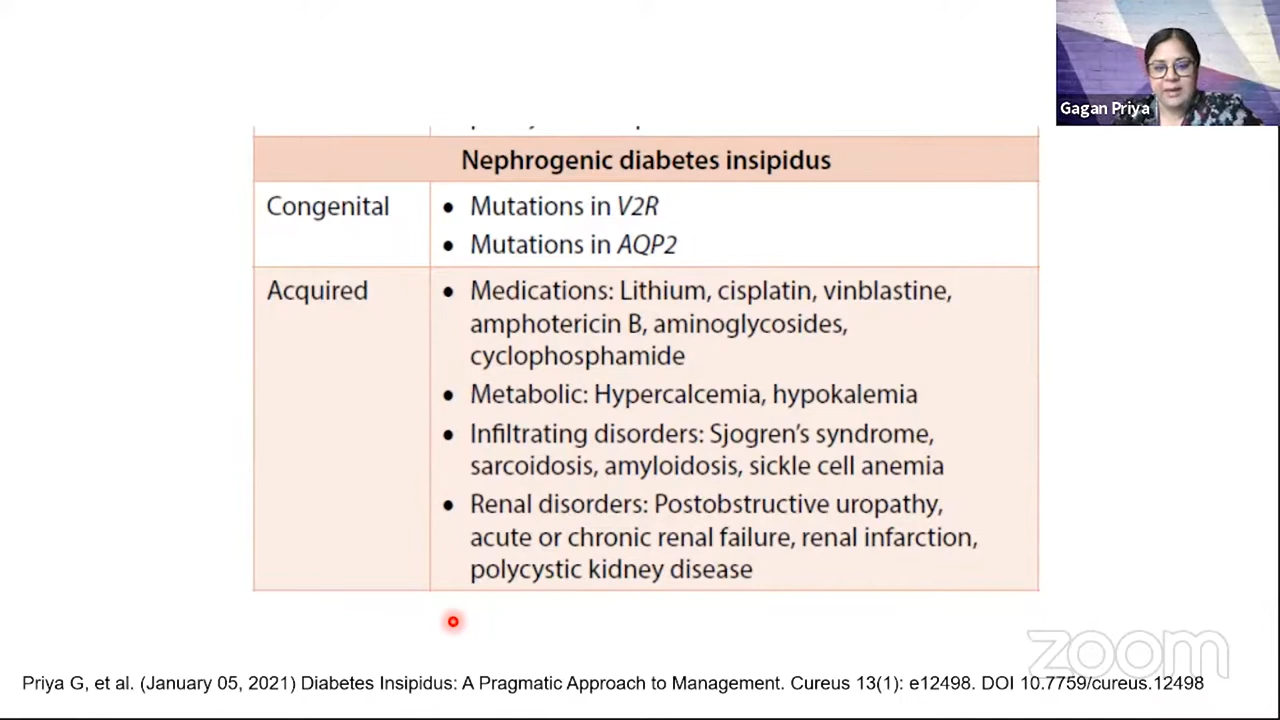 Gagan Priya
Nephrogenic diabetes insipidus
Congenital
• Mutations in V2R
• Mutations in AQP2
Acquired
• Medications: Lithium, cisplatin, vinblastine,
amphotericin B, aminoglycosides,
cyclophosphamide
• Metabolic: Hypercalcemia, hypokalemia
• Infiltrating disorders: Sjogren's syndrome,
sarcoidosis, amyloidosis, sickle cell anemia
• Renal disorders: Postobstructive uropathy,
acute or chronic renal failure, renal infarction,
polycystic kidney disease
zoom
Priya G, et al. (January 05, 2021) Diabetes Insipidus: A Pragmatic Approach to Management. Cureus 13(1): e12498. DOI 10.7759/cureus.12498